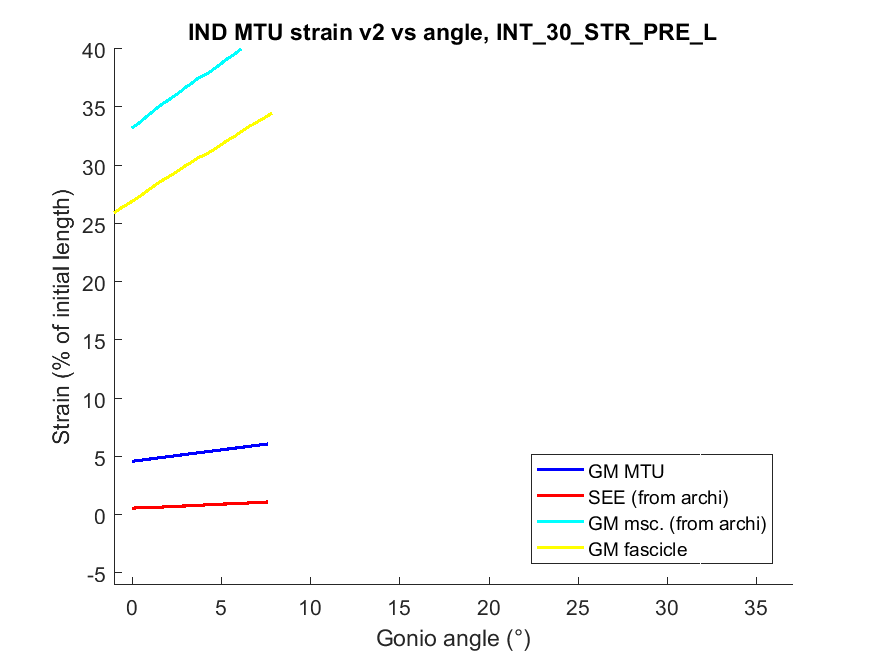 IND MTU strain v2 vs angle, INT_30_STR_PRE_L
40
35
30
25
20
15
10
5
0
-5
Strain (% of initial length)
0 5 10 15 20 25 30 35
Gonio angle (°)
GM MTU
SEE (from archi)
GM msc. (from archi)
GM fascicle